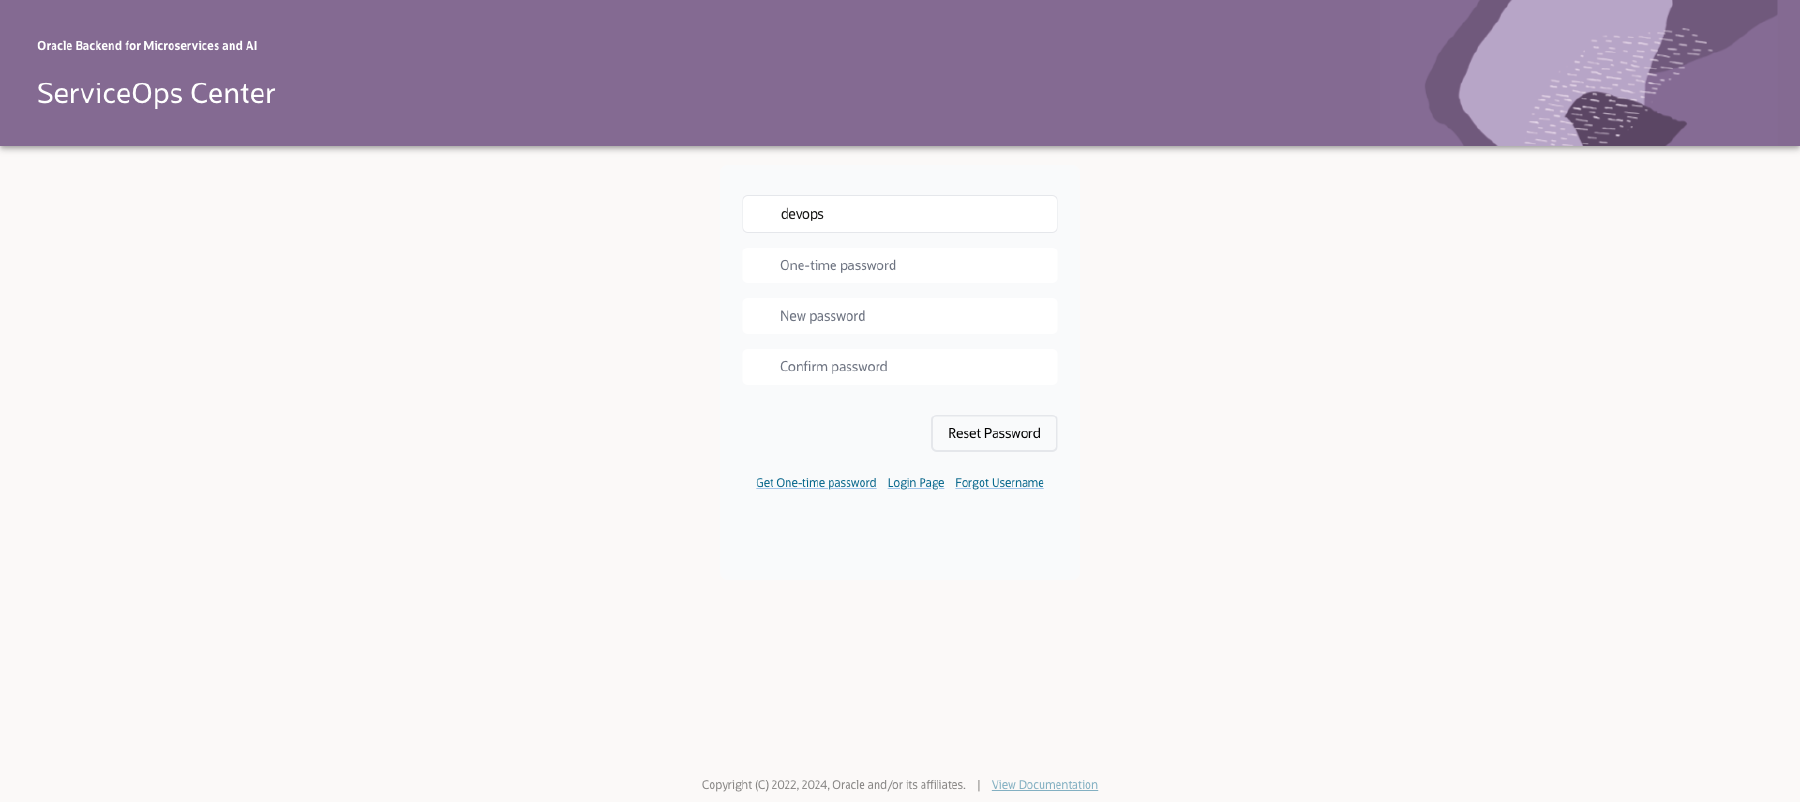 Oracle Backend for Microservices and AI
ServiceOps Center
devops
One-time password
New password
Confirm password
Reset Password
Get One-time password Login Page Forgot Username
Copyright (C) 2022, 2024, Oracle and/or its affiliates. | View Documentation